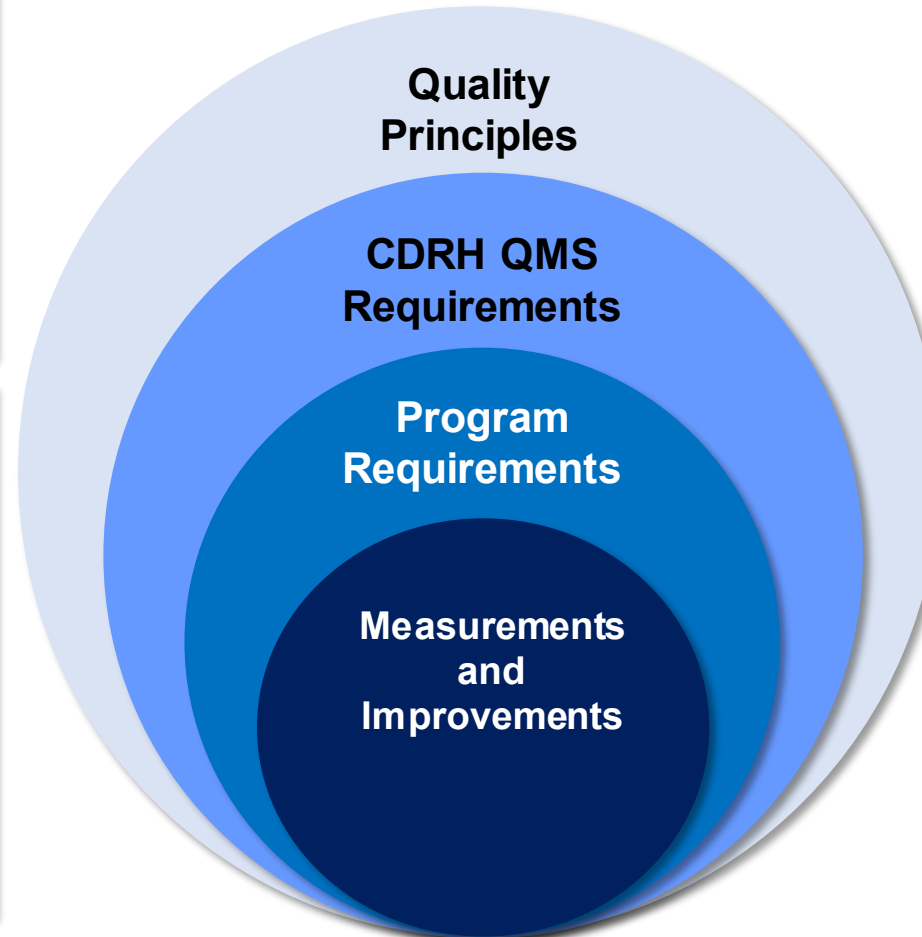 Quality
Principles
CDRH QMS
Requirements
Program
Requirements
Measurements
and
Improvements